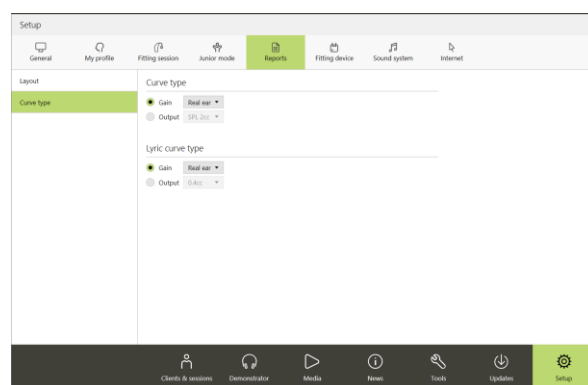 Setup
General My profile Fitting session Junior mode Reports Fitting device Sound system Internet
Layout
Curve type
Curve type
Gain Real ear
Output SPL 2cc
Lyric curve type
Gain Real ear
Output 0.4cc
Clients & sessions Demonstrator Media News Tools Updates Setup